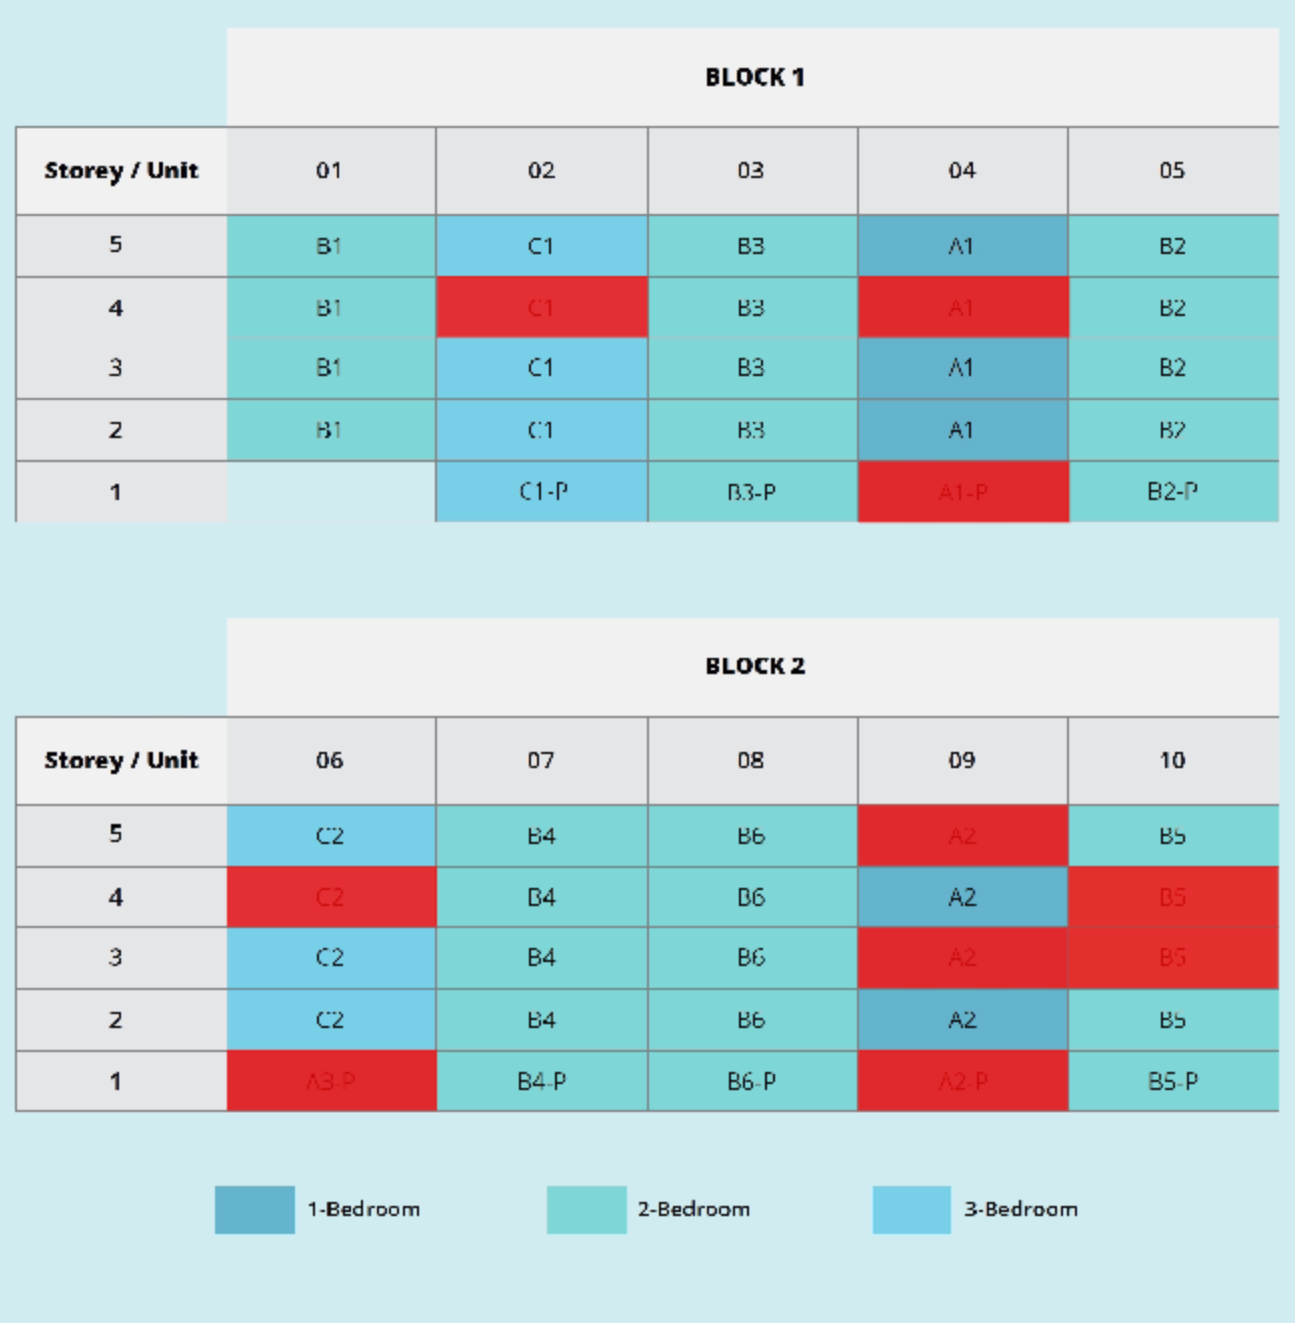 BLOCK 1
Storey / Unit 01 02 03 04 05
5 B1 C1 B3 A1 B2
4 B1 C1 B3 A1 B2
3 B1 C1 B3 A1 B2
2 B1 C1 B3 A1 B2
1 C1-P B3-P A1-P B2-P
BLOCK 2
Storey / Unit 06 07 08 09 10
5 C2 B4 B6 A2 B5
4 C2 B4 B6 A2 B5
3 C2 B4 B6 A2 B5
2 C2 B4 B6 A2 B5
1 A3-P B4-P B6-P A2-P B5-P
1-Bedroom 2-Bedroom 3-Bedroom